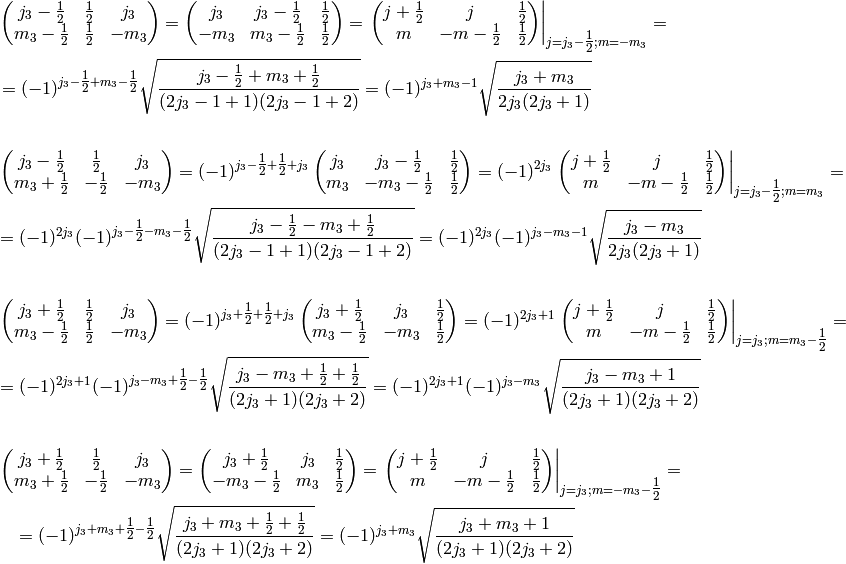 \begin{pmatrix} j_3-\frac{1}{2} & \frac{1}{2} & j_3 \\ m_3-\frac{1}{2} & \frac{1}{2} & -m_3 \end{pmatrix} = \begin{pmatrix} j_3 & j_3-\frac{1}{2} & \frac{1}{2} \\ -m_3 & m_3-\frac{1}{2} & \frac{1}{2} \end{pmatrix} = \left. \begin{pmatrix} j+\frac{1}{2} & j & \frac{1}{2} \\ m & -m-\frac{1}{2} & \frac{1}{2} \end{pmatrix} \right|_{j=j_3-\frac{1}{2};m=-m_3} =
= (-1)^{j_3-\frac{1}{2}+m_3-\frac{1}{2}} \sqrt{\frac{j_3-\frac{1}{2}+m_3+\frac{1}{2}}{(2j_3-1+1)(2j_3-1+2)}} = (-1)^{j_3+m_3-1} \sqrt{\frac{j_3+m_3}{2j_3(2j_3+1)}}
\begin{pmatrix} j_3-\frac{1}{2} & \frac{1}{2} & j_3 \\ m_3+\frac{1}{2} & -\frac{1}{2} & -m_3 \end{pmatrix} = (-1)^{j_3-\frac{1}{2}+\frac{1}{2}+j_3} \begin{pmatrix} j_3 & j_3-\frac{1}{2} & \frac{1}{2} \\ m_3 & -m_3-\frac{1}{2} & \frac{1}{2} \end{pmatrix} = (-1)^{2j_3} \left. \begin{pmatrix} j+\frac{1}{2} & j & \frac{1}{2} \\ m & -m-\frac{1}{2} & \frac{1}{2} \end{pmatrix} \right|_{j=j_3-\frac{1}{2};m=m_3} =
= (-1)^{2j_3} (-1)^{j_3-\frac{1}{2}-m_3-\frac{1}{2}} \sqrt{\frac{j_3-\frac{1}{2}-m_3+\frac{1}{2}}{(2j_3-1+1)(2j_3-1+2)}} = (-1)^{2j_3} (-1)^{j_3-m_3-1} \sqrt{\frac{j_3-m_3}{2j_3(2j_3+1)}}
\begin{pmatrix} j_3+\frac{1}{2} & \frac{1}{2} & j_3 \\ m_3-\frac{1}{2} & \frac{1}{2} & -m_3 \end{pmatrix} = (-1)^{j_3+\frac{1}{2}+\frac{1}{2}+j_3} \begin{pmatrix} j_3+\frac{1}{2} & j_3 & \frac{1}{2} \\ m_3-\frac{1}{2} & -m_3 & \frac{1}{2} \end{pmatrix} = (-1)^{2j_3+1} \left. \begin{pmatrix} j+\frac{1}{2} & j & \frac{1}{2} \\ m & -m-\frac{1}{2} & \frac{1}{2} \end{pmatrix} \right|_{j=j_3;m=m_3-\frac{1}{2}} =
= (-1)^{2j_3+1} (-1)^{j_3-m_3+\frac{1}{2}-\frac{1}{2}} \sqrt{\frac{j_3-m_3+\frac{1}{2}+\frac{1}{2}}{(2j_3+1)(2j_3+2)}} = (-1)^{2j_3+1} (-1)^{j_3-m_3} \sqrt{\frac{j_3-m_3+1}{(2j_3+1)(2j_3+2)}}
\begin{pmatrix} j_3+\frac{1}{2} & \frac{1}{2} & j_3 \\ m_3+\frac{1}{2} & -\frac{1}{2} & -m_3 \end{pmatrix} = \begin{pmatrix} j_3+\frac{1}{2} & j_3 & \frac{1}{2} \\ -m_3-\frac{1}{2} & m_3 & \frac{1}{2} \end{pmatrix} = \left. \begin{pmatrix} j+\frac{1}{2} & j & \frac{1}{2} \\ m & -m-\frac{1}{2} & \frac{1}{2} \end{pmatrix} \right|_{j=j_3;m=-m_3-\frac{1}{2}} =
= (-1)^{j_3+m_3+\frac{1}{2}-\frac{1}{2}} \sqrt{\frac{j_3+m_3+\frac{1}{2}+\frac{1}{2}}{(2j_3+1)(2j_3+2)}} = (-1)^{j_3+m_3} \sqrt{\frac{j_3+m_3+1}{(2j_3+1)(2j_3+2)}}